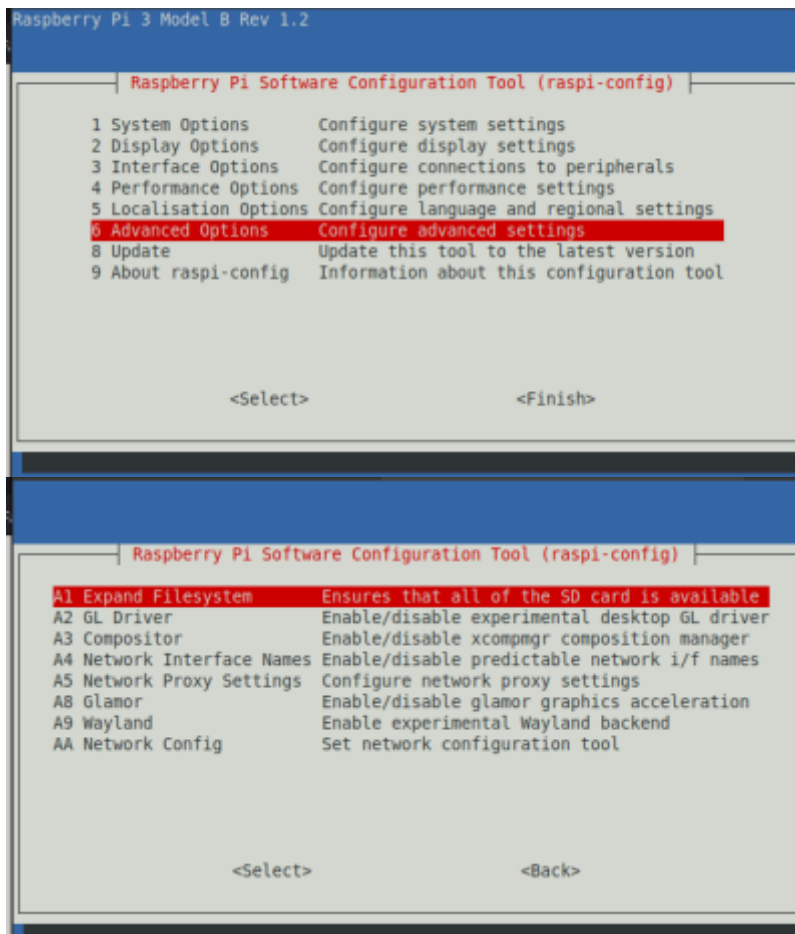 Raspberry Pi 3 Model B Rev 1.2
Raspberry Pi Software Configuration Tool (raspi-config)
1 System Options Configure system settings
2 Display Options Configure display settings
3 Interface Options Configure connections to peripherals
4 Performance Options Configure performance settings
5 Localisation Options Configure language and regional settings
6 Advanced Options Configure advanced settings
8 Update Update this tool to the latest version
9 About raspi-config Information about this configuration tool
<Select> <Finish>
Raspberry Pi Software Configuration Tool (raspi-config)
A1 Expand Filesystem Ensures that all of the SD card is available
A2 GL Driver Enable/disable experimental desktop GL driver
A3 Compositor Enable/disable xcompmgr composition manager
A4 Network Interface Names Enable/disable predictable network i/f names
A5 Network Proxy Settings Configure network proxy settings
A8 Glamor Enable/disable glamor graphics acceleration
A9 Wayland Enable experimental Wayland backend
AA Network Config Set network configuration tool
<Select> <Back>